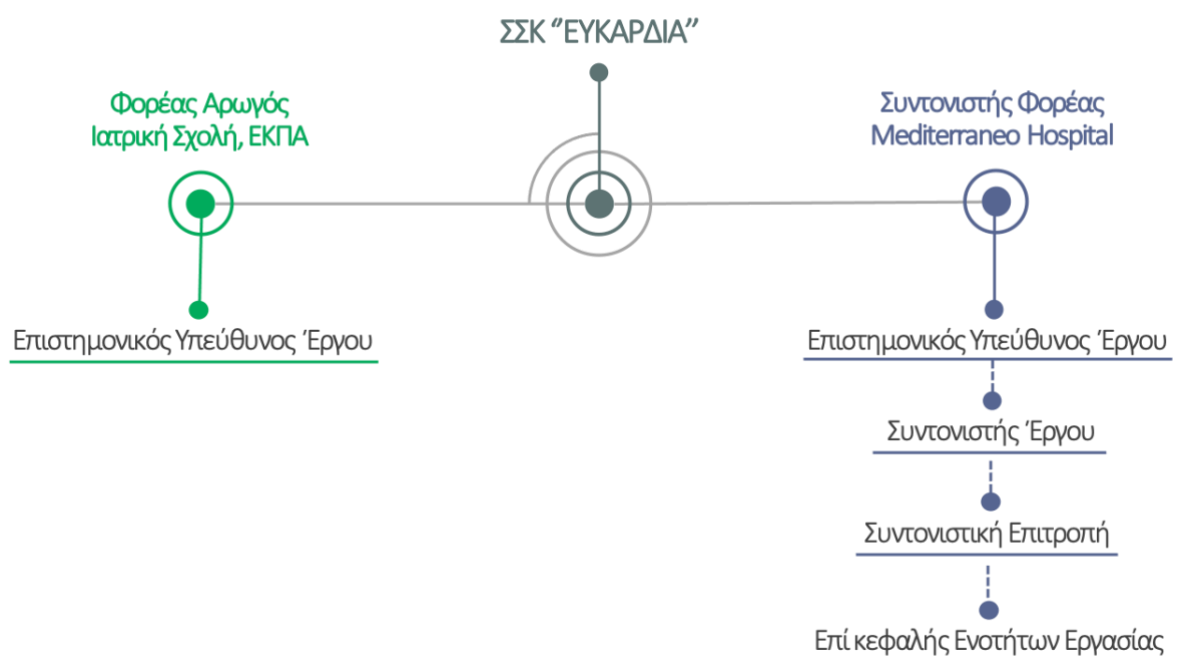 ΣΣΚ “ΕΥΚΑΡΔΙΑ”
Φορέας Αρωγός
Ιατρική Σχολή, ΕΚΠΑ
Συντονιστής Φορέας
Mediterraneo Hospital
Επιστημονικός Υπεύθυνος Έργου
Επιστημονικός Υπεύθυνος Έργου
Συντονιστής Έργου
Συντονιστική Επιτροπή
Επί κεφαλής Ενοτήτων Εργασίας